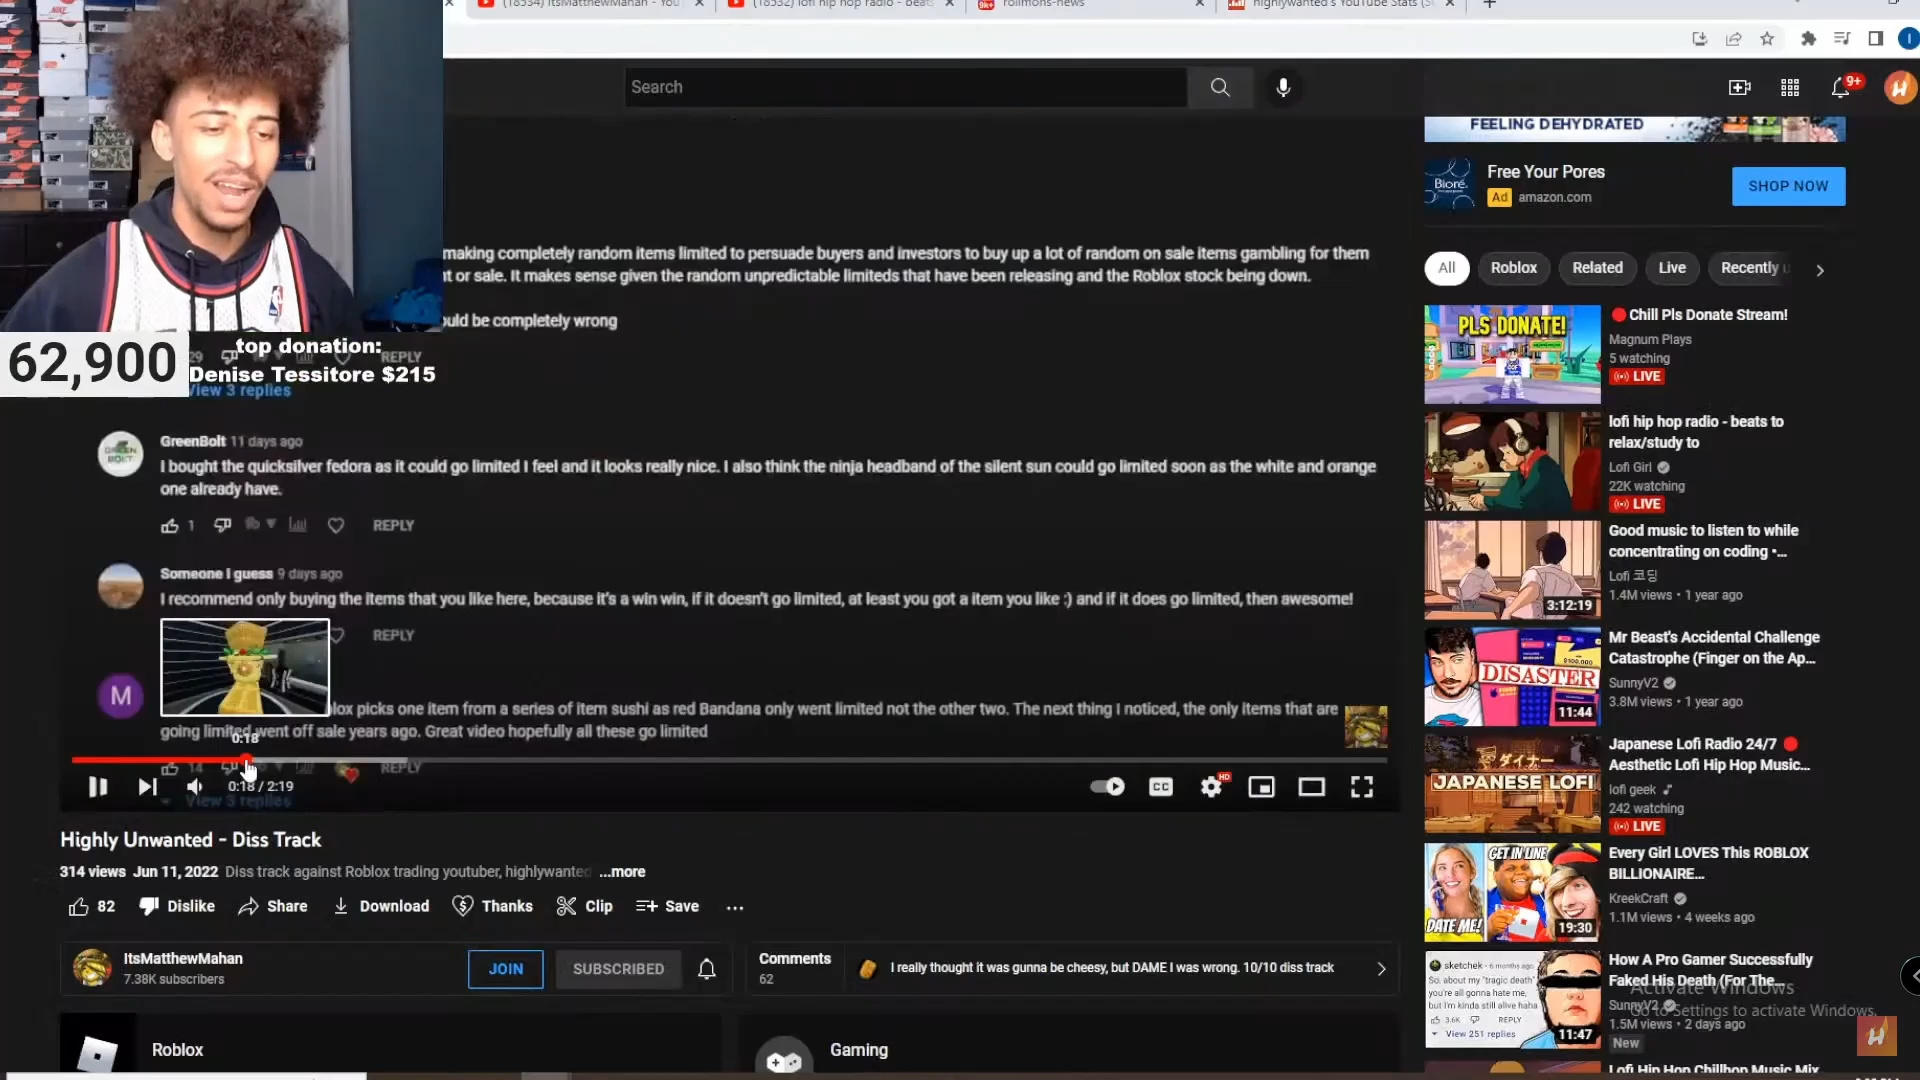 (18534) ItsMatthewMahan - You
(18532) lofi hip hop radio - beats
9k+
rolimons-news
highlywanted's YouTube Stats (S
Search
9+
FEELING DEHYDRATED
Bioré
Free Your Pores
Ad amazon.com
SHOP NOW
making completely random items limited to persuade buyers and investors to buy up a lot of random on sale items gambling for them
t or sale. It makes sense given the random unpredictable limiteds that have been releasing and the Roblox stock being down.
uld be completely wrong
62,900
top donation:
Denise Tessitore $215
29
REPLY
View 3 replies
GREEN BOLT
GreenBolt 11 days ago
I bought the quicksilver fedora as it could go limited I feel and it looks really nice. I also think the ninja headband of the silent sun could go limited soon as the white and orange
one already have.
1
REPLY
Someone I guess 9 days ago
I recommend only buying the items that you like here, because it's a win win, if it doesn't go limited, at least you got a item you like :) and if it does go limited, then awesome!
REPLY
M
lox picks one item from a series of item sushi as red Bandana only went limited not the other two. The next thing I noticed, the only items that are
going limited went off sale years ago. Great video hopefully all these go limited
0:18
14
REPLY
0:18 / 2:19
CC
HD
View 3 replies
Highly Unwanted - Diss Track
314 views Jun 11, 2022 Diss track against Roblox trading youtuber, highlywanted ...more
82
Dislike
Share
Download
Thanks
Clip
Save
ItsMatthewMahan
7.38K subscribers
JOIN
SUBSCRIBED
Comments
62
I really thought it was gunna be cheesy, but DAME I was wrong. 10/10 diss track
Roblox
Gaming
All
Roblox
Related
Live
Recently u
PLS DONATE!
Chill Pls Donate Stream!
Magnum Plays
5 watching
LIVE
lofi hip hop radio - beats to
relax/study to
Lofi Girl
22K watching
LIVE
3:12:19
Good music to listen to while
concentrating on coding •...
Lofi 코딩
1.4M views • 1 year ago
$100,000
DISASTER
11:44
Mr Beast's Accidental Challenge
Catastrophe (Finger on the Ap...
SunnyV2
3.8M views • 1 year ago
ダイナー
JAPANESE LOFI
Japanese Lofi Radio 24/7
Aesthetic Lofi Hip Hop Music...
lofi geek
242 watching
LIVE
GET IN LINE
DATE ME!
19:30
Every Girl LOVES This ROBLOX
BILLIONAIRE...
KreekCraft
1.1M views • 4 weeks ago
sketchek - 6 months ago
So, about my "tragic death"
you're all gonna hate me,
but I'm kinda still alive haha
3.6K
REPLY
View 251 replies
11:47
How A Pro Gamer Successfully
Faked His Death (For The...
SunnyV2
1.5M views • 2 days ago
New
Activate Windows
Go to Settings to activate Windows.
Lofi Hip Hop Chillhop Music Mix